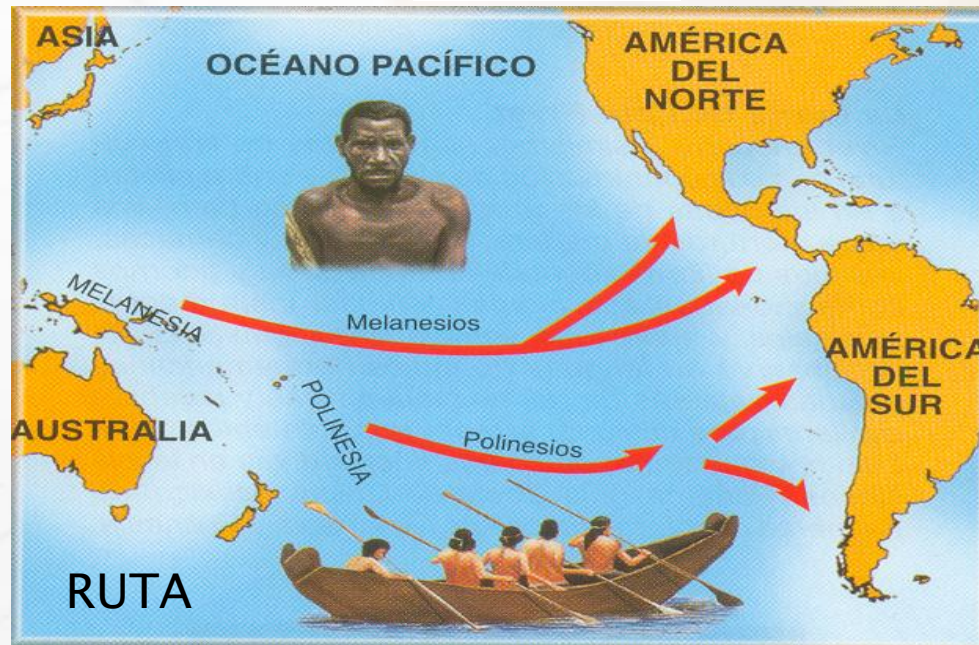 ASIA
OCÉANO PACÍFICO
AMÉRICA
DEL
NORTE
MELANESIA
Melanesios
POLINESIA
Polinesios
AMÉRICA
DEL
SUR
AUSTRALIA
RUTA